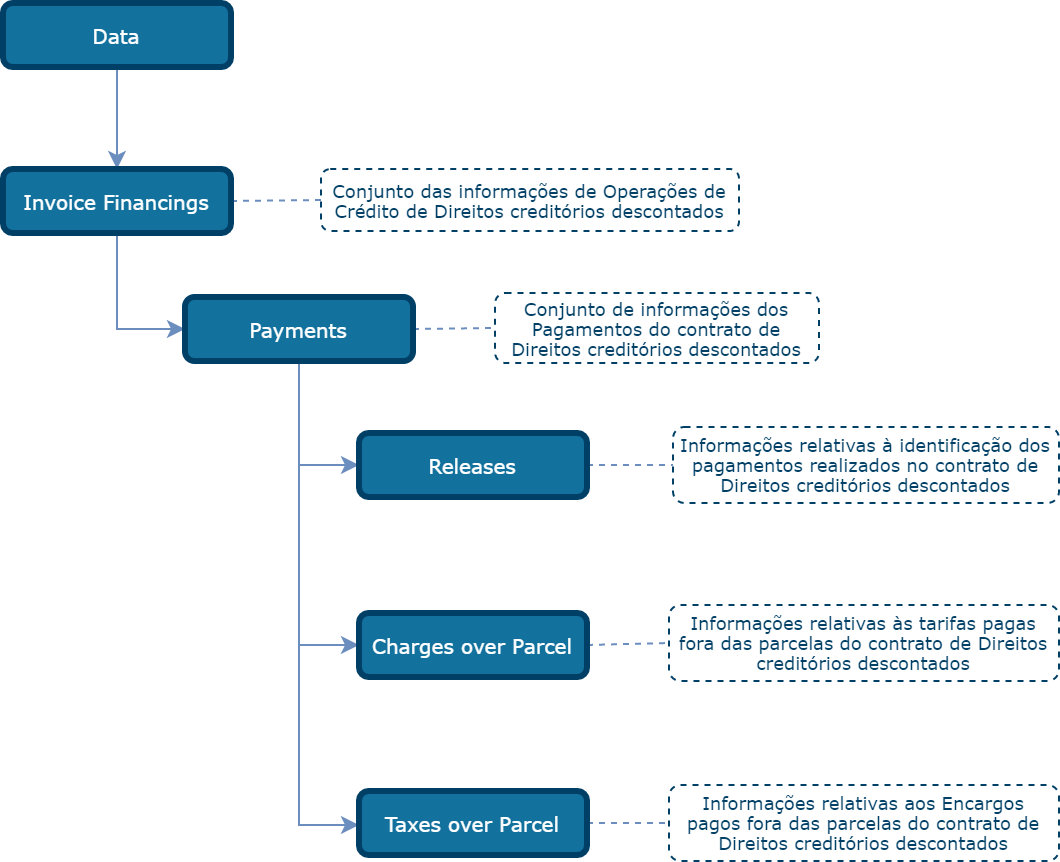 Data
Invoice Financings
Conjunto das informações de Operações de
Crédito de Direitos creditórios descontados
Payments
Conjunto de informações dos
Pagamentos do contrato de
Direitos creditórios descontados
Releases
Informações relativas à identificação dos
pagamentos realizados no contrato de
Direitos creditórios descontados
Charges over Parcel
Informações relativas às tarifas pagas
fora das parcelas do contrato de Direitos
creditórios descontados
Taxes over Parcel
Informações relativas aos Encargos
pagos fora das parcelas do contrato de
Direitos creditórios descontados